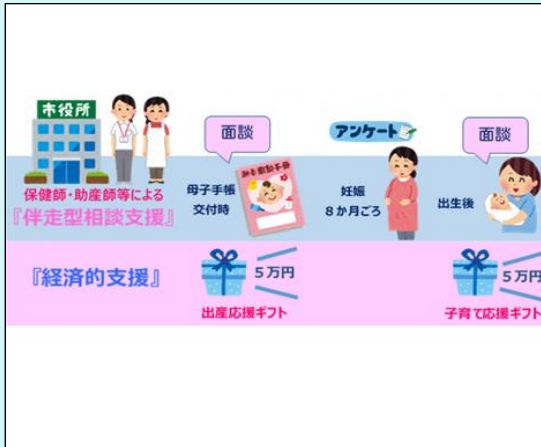 市役所
保健師・助産師等による
『伴走型相談支援』
面談
母子手帳
交付時
アンケート
妊娠
８か月ごろ
面談
出生後
『経済的支援』
５万円
出産応援ギフト
５万円
子育て応援ギフト